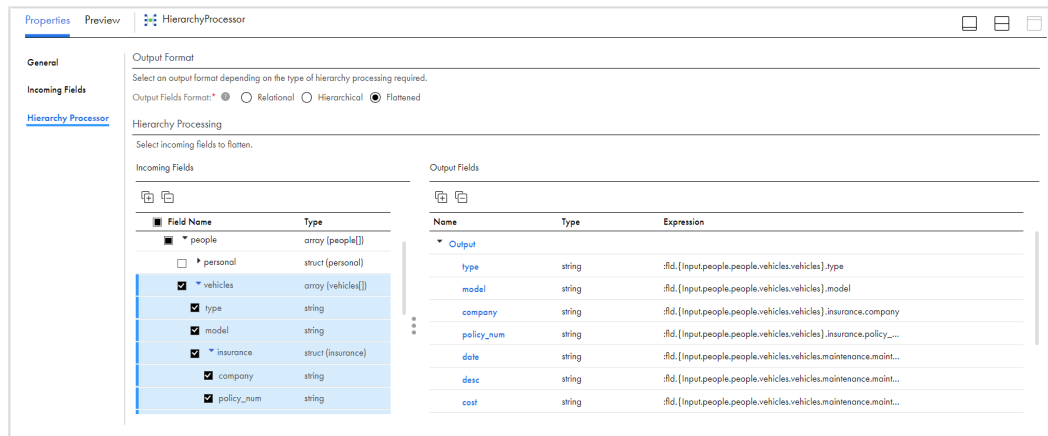 Properties Preview HierarchyProcessor
General
Incoming Fields
Hierarchy Processor
Output Format
Select an output format depending on the type of hierarchy processing required.
Output Fields Format:* Relational Hierarchical Flattened
Hierarchy Processing
Select incoming fields to flatten.
Incoming Fields
Field Name Type
people array (people[])
personal struct (personal)
vehicles array (vehicles[])
type string
model string
insurance struct (insurance)
company string
policy_num string
Output Fields
Name Type Expression
Output
type string :fld.{Input.people.people.vehicles.vehicles}.type
model string :fld.{Input.people.people.vehicles.vehicles}.model
company string :fld.{Input.people.people.vehicles.vehicles}.insurance.company
policy_num string :fld.{Input.people.people.vehicles.vehicles}.insurance.policy_...
date string :fld.{Input.people.people.vehicles.vehicles.maintenance.maint...
desc string :fld.{Input.people.people.vehicles.vehicles.maintenance.maint...
cost string :fld.{Input.people.people.vehicles.vehicles.maintenance.maint...